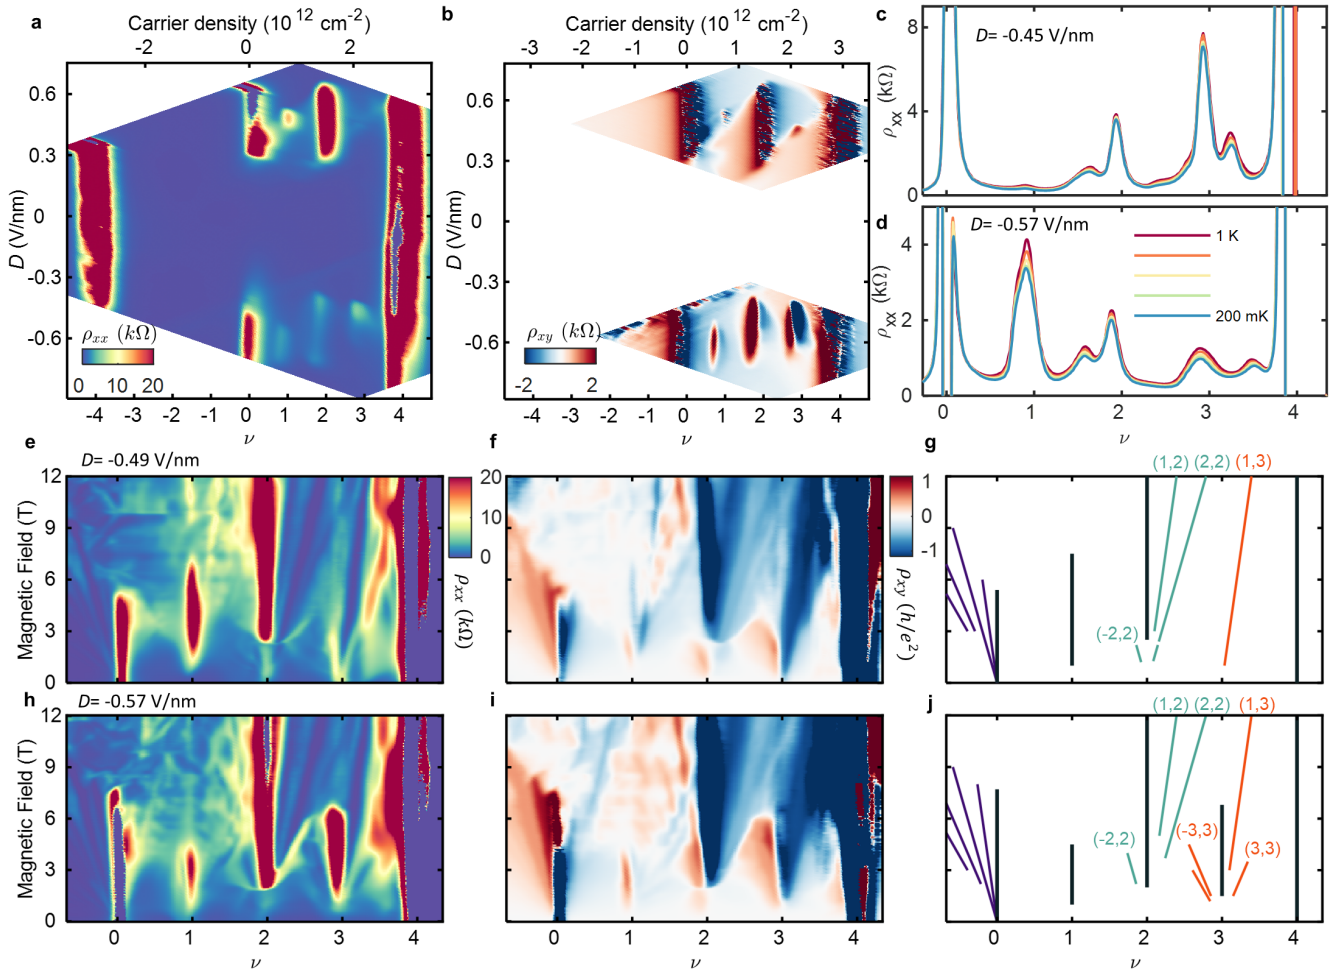 a
Carrier density (10 12 cm-2)
-2 0 2
0.6
0.3
0
-0.3
-0.6
D (V/nm)
ρxx (kΩ)
0 10 20
-4 -3 -2 -1 0 1 2 3 4
ν
b
Carrier density (10 12 cm-2)
-3 -2 -1 0 1 2 3
0.6
0.3
0
-0.3
-0.6
D (V/nm)
ρxy (kΩ)
-2 2
-5 -4 -3 -2 -1 0 1 2 3 4 5
ν
c
D= -0.45 V/nm
8
4
0
ρxx (kΩ)
d
D= -0.57 V/nm
1 K
200 mK
4
2
0
ρxx (kΩ)
0 1 2 3 4
ν
e
D= -0.49 V/nm
12
9
6
3
0
Magnetic Field (T)
20
10
0
ρxx (kΩ)
f
1
0
-1
ρxy (h/e2)
g
(1,2) (2,2) (1,3)
(-2,2)
h
D= -0.57 V/nm
12
9
6
3
0
Magnetic Field (T)
0 1 2 3 4
ν
i
0 1 2 3 4
ν
j
(1,2) (2,2) (1,3)
(-2,2)
(-3,3)
(3,3)
0 1 2 3 4
ν